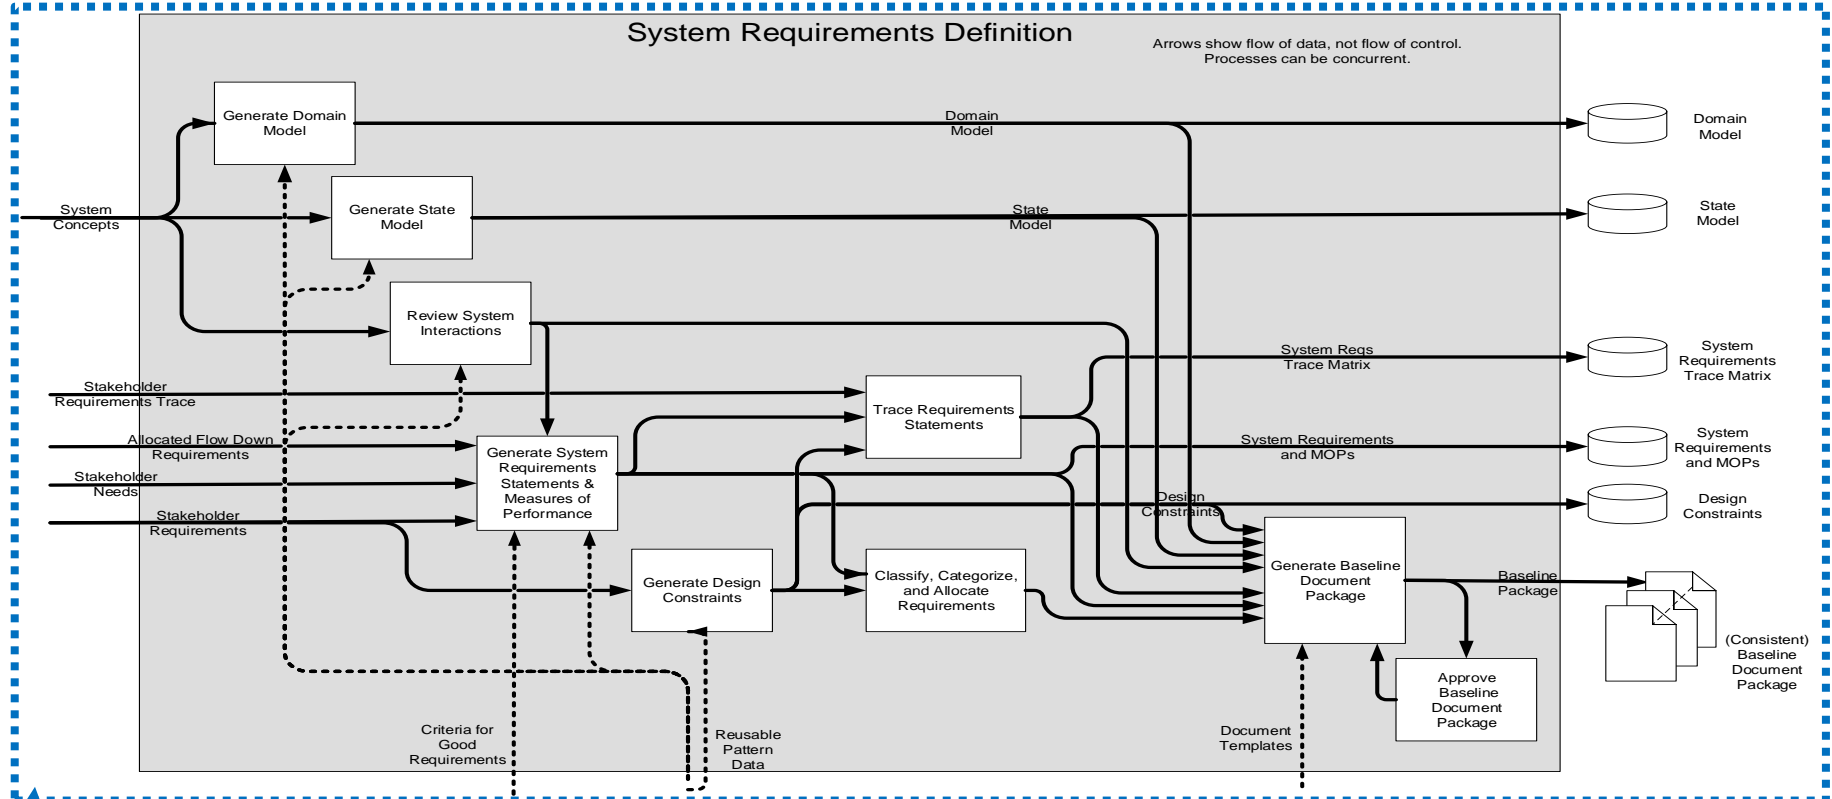 System Requirements Definition
Arrows show flow of data, not flow of control.
Processes can be concurrent.
Generate Domain
Model
Domain
Model
Domain
Model
System
Concepts
Generate State
Model
State
Model
State
Model
Review System
Interactions
System Reqs
Trace Matrix
System
Requirements
Trace Matrix
Stakeholder
Requirements Trace
Trace Requirements
Statements
Allocated Flow Down
Requirements
Stakeholder
Needs
Stakeholder
Requirements
Generate System
Requirements
Statements &
Measures of
Performance
System Requirements
and MOPs
System
Requirements
and MOPs
Design
Constraints
Design
Constraints
Generate Design
Constraints
Classify, Categorize,
and Allocate
Requirements
Generate Baseline
Document
Package
Baseline
Package
(Consistent)
Baseline
Document
Package
Approve
Baseline
Document
Package
Criteria for
Good
Requirements
Reusable
Pattern
Data
Document
Templates